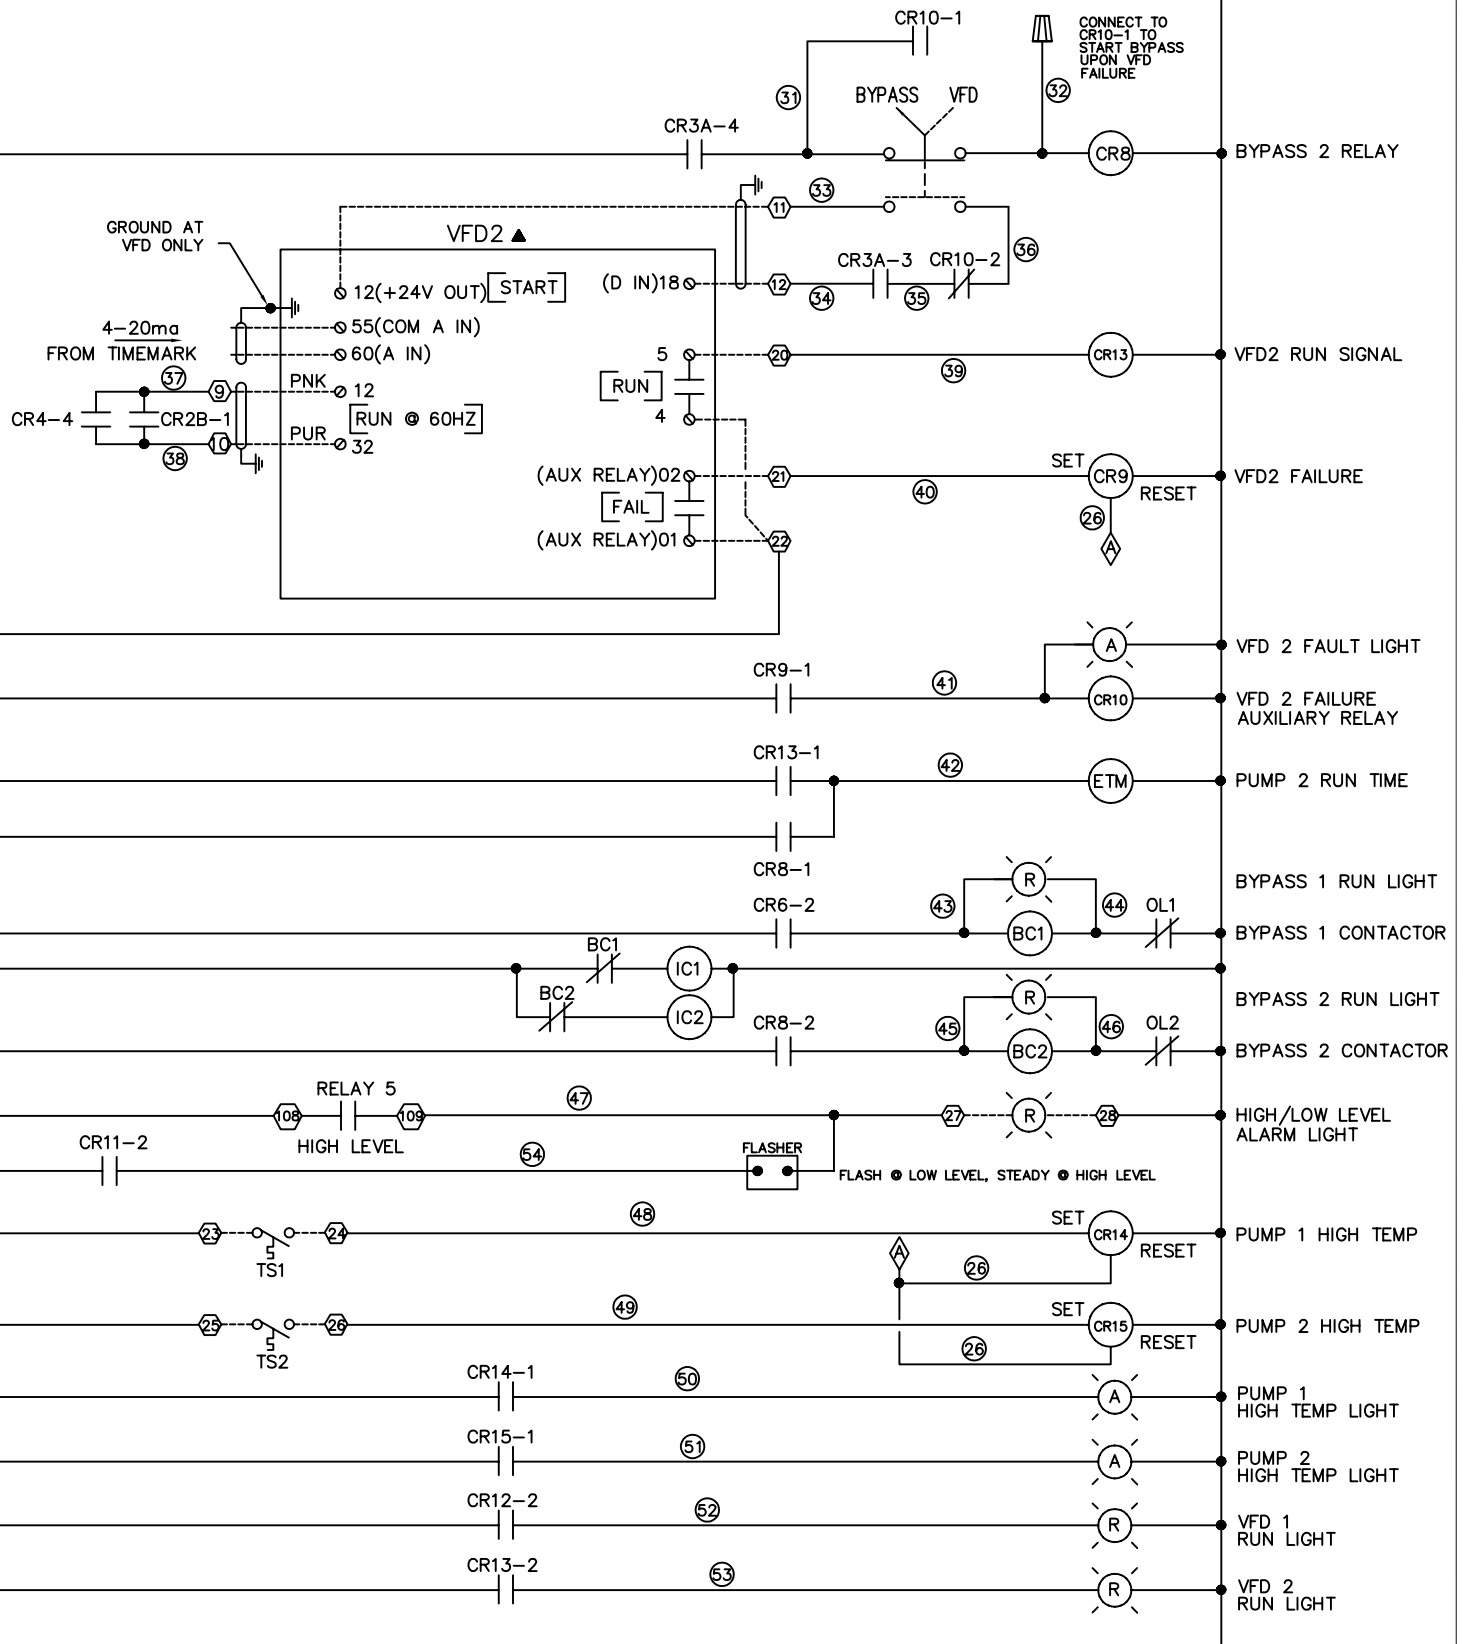 CR10-1
CONNECT TO
CR10-1 TO
START BYPASS
UPON VFD
FAILURE
31
BYPASS VFD
32
CR3A-4
CR8
BYPASS 2 RELAY
33
11
GROUND AT
VFD ONLY
VFD2 ▲
36
CR3A-3 CR10-2
12(+24V OUT) [START]
(D IN)18
12
34
35
4-20ma
FROM TIMEMARK
55(COM A IN)
60(A IN)
5
20
39
CR13
VFD2 RUN SIGNAL
37
9
PNK
12
[RUN]
CR4-4
CR2B-1
[RUN @ 60HZ]
4
38
10
PUR
32
(AUX RELAY)02
21
40
SET
CR9
RESET
VFD2 FAILURE
[FAIL]
26
A
(AUX RELAY)01
22
A
VFD 2 FAULT LIGHT
CR9-1
41
CR10
VFD 2 FAILURE
AUXILIARY RELAY
CR13-1
42
ETM
PUMP 2 RUN TIME
CR8-1
R
BYPASS 1 RUN LIGHT
CR6-2
43
44
OL1
BC1
BYPASS 1 CONTACTOR
BC1
IC1
BC2
IC2
R
BYPASS 2 RUN LIGHT
CR8-2
45
46
OL2
BC2
BYPASS 2 CONTACTOR
RELAY 5
47
108
109
27
R
28
HIGH/LOW LEVEL
ALARM LIGHT
HIGH LEVEL
CR11-2
54
FLASHER
FLASH @ LOW LEVEL, STEADY @ HIGH LEVEL
48
SET
23
24
CR14
RESET
PUMP 1 HIGH TEMP
TS1
A
26
49
SET
25
26
CR15
RESET
PUMP 2 HIGH TEMP
TS2
26
CR14-1
50
A
PUMP 1
HIGH TEMP LIGHT
CR15-1
51
A
PUMP 2
HIGH TEMP LIGHT
CR12-2
52
R
VFD 1
RUN LIGHT
CR13-2
53
R
VFD 2
RUN LIGHT